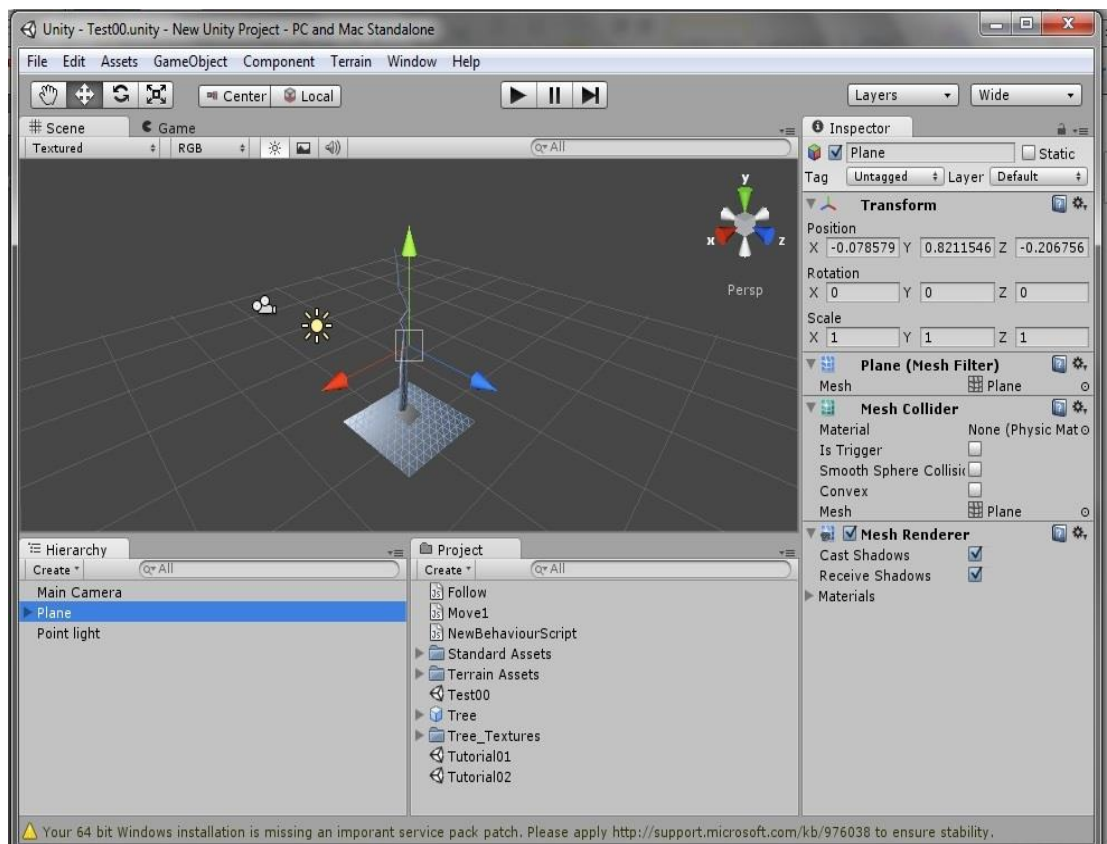 Unity - Test00.unity - New Unity Project - PC and Mac Standalone
File Edit Assets GameObject Component Terrain Window Help
Center Local
Layers Wide
Scene Game
Textured RGB All
y
x z
Persp
Inspector
Plane Static
Tag Untagged Layer Default
Transform
Position
X -0.078579 Y 0.8211546 Z -0.206756
Rotation
X 0 Y 0 Z 0
Scale
X 1 Y 1 Z 1
Plane (Mesh Filter)
Mesh Plane
Mesh Collider
Material None (Physic Mat
Is Trigger
Smooth Sphere Collisi
Convex
Mesh Plane
Mesh Renderer
Cast Shadows
Receive Shadows
Materials
Hierarchy
Create All
Main Camera
Plane
Point light
Project
Create All
Follow
Move1
NewBehaviourScript
Standard Assets
Terrain Assets
Test00
Tree
Tree_Textures
Tutorial01
Tutorial02
Your 64 bit Windows installation is missing an imporant service pack patch. Please apply http://support.microsoft.com/kb/976038 to ensure stability.